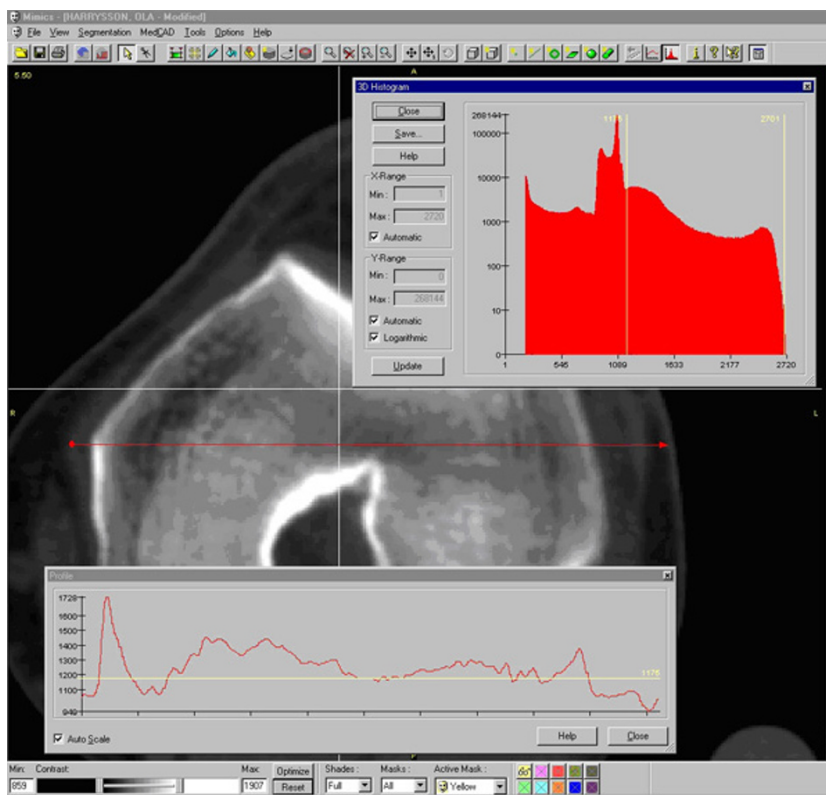 Mimics - [HARRYSSON, OLA - Modified]
File View Segmentation MedCAD Tools Options Help
5.50
A
3D Histogram
Close
Save...
Help
X-Range
Min : 1
Max : 2720
Automatic
Y-Range
Min : 0
Max : 268144
Automatic
Logarithmic
Update
268144
100000
10000
1000
100
10
0
2701
1 546 1089 1633 2177 2720
R
L
Profile
1728
1600
1500
1400
1300
1200
1100
940
1176
Auto Scale
Help Close
Min: Contrast: Max: Optimize Shades : Masks : Active Mask :
859 1907 Reset Full All Yellow